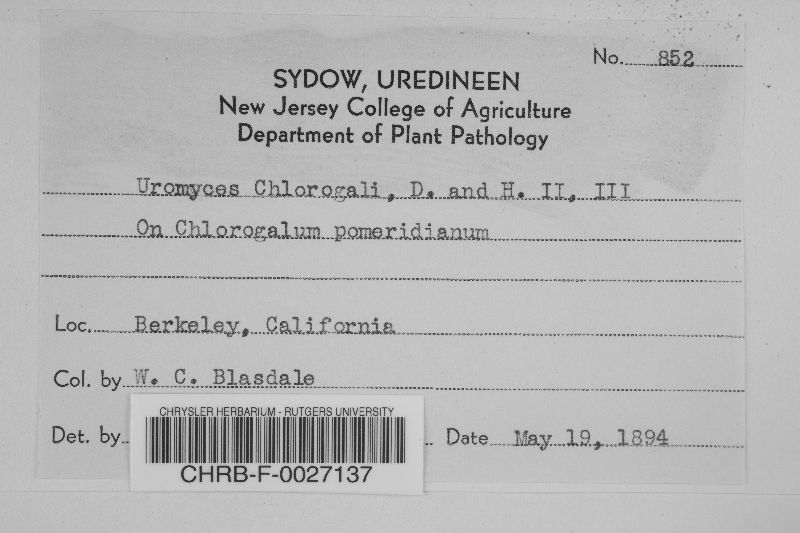 No. 852
SYDOW, UREDINEEN
New Jersey College of Agriculture
Department of Plant Pathology
Uromyces Chlorogali, D. and H. II, III
On Chlorogalum pomeridianum
Loc. Berkeley, California
Col. by W. C. Blasdale
Det. by
Date May 19, 1894
CHRYSLER HERBARIUM - RUTGERS UNIVERSITY
CHRB-F-0027137